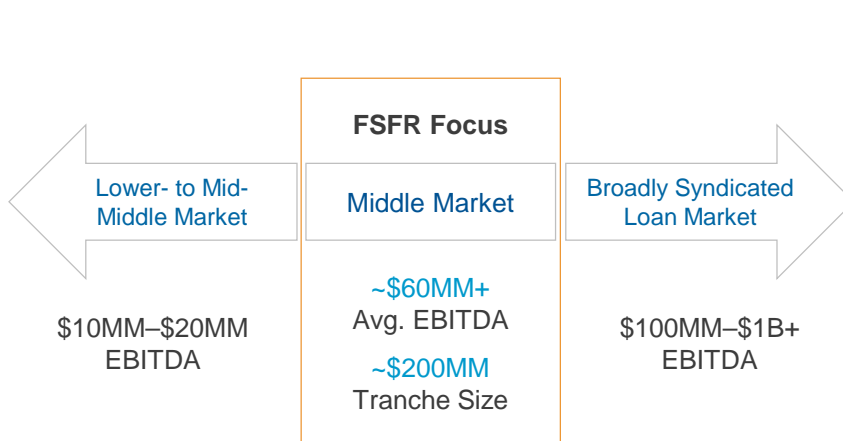 FSFR Focus
Lower- to Mid-
Middle Market
Middle Market
Broadly Syndicated
Loan Market
$10MM–$20MM
EBITDA
~$60MM+
Avg. EBITDA
~$200MM
Tranche Size
$100MM–$1B+
EBITDA